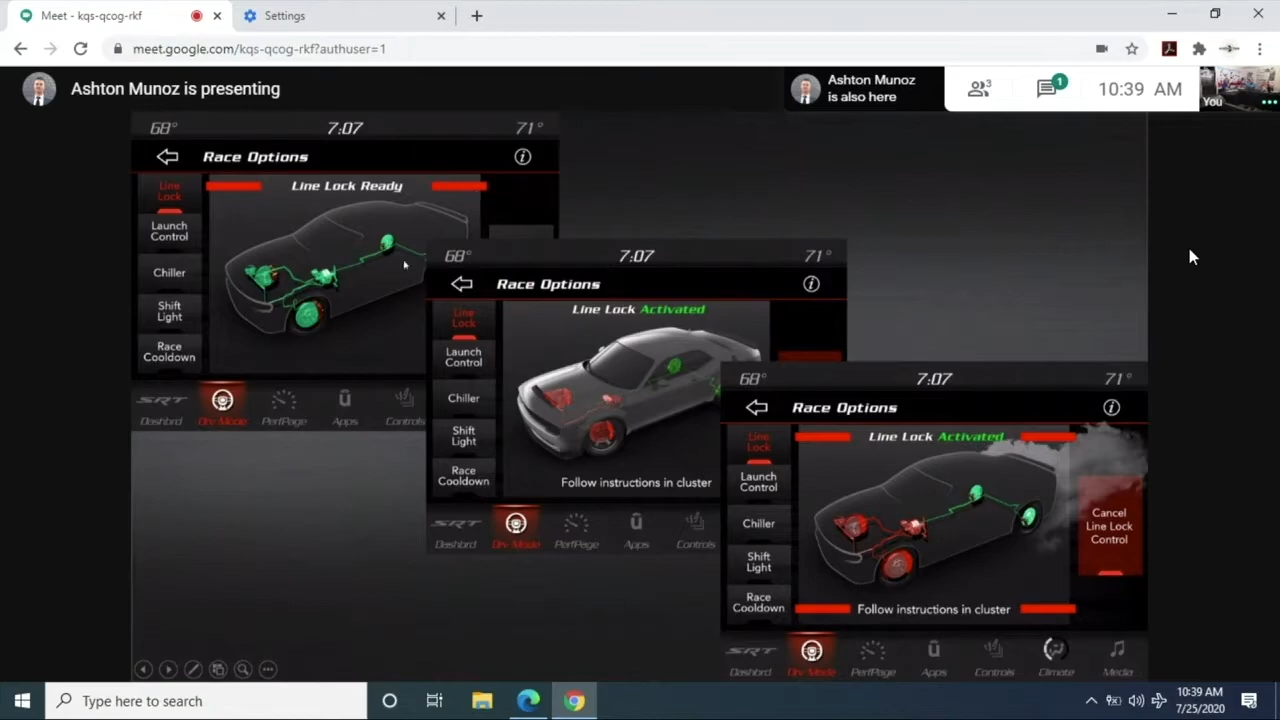 Meet - kqs-qcog-rkf
Settings
meet.google.com/kqs-qcog-rkf?authuser=1
Ashton Munoz is presenting
Ashton Munoz
is also here
3
1
10:39 AM
You
68°
7:07
71°
Race Options
Line Lock
Line Lock Ready
Launch Control
Chiller
Shift Light
Race Cooldown
SRT
Dashbrd
Drv Mode
PerfPage
Apps
Controls
68°
7:07
71°
Race Options
Line Lock
Line Lock Activated
Launch Control
Chiller
Shift Light
Race Cooldown
Follow instructions in cluster
SRT
Dashbrd
Drv Mode
PerfPage
Apps
Controls
68°
7:07
71°
Race Options
Line Lock
Line Lock Activated
Launch Control
Chiller
Shift Light
Race Cooldown
Cancel
Line Lock
Control
Follow instructions in cluster
SRT
Dashbrd
Drv Mode
PerfPage
Apps
Controls
Climate
Media
Type here to search
10:39 AM
7/25/2020